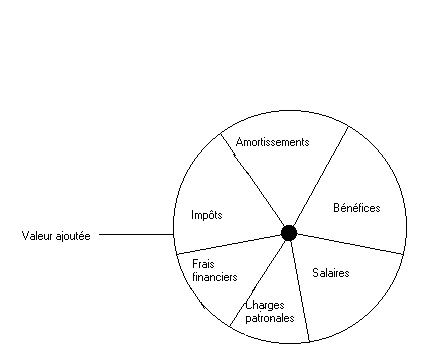 Amortissements
Bénéfices
Impôts
Valeur ajoutée
Frais
financiers
Salaires
Charges
patronales